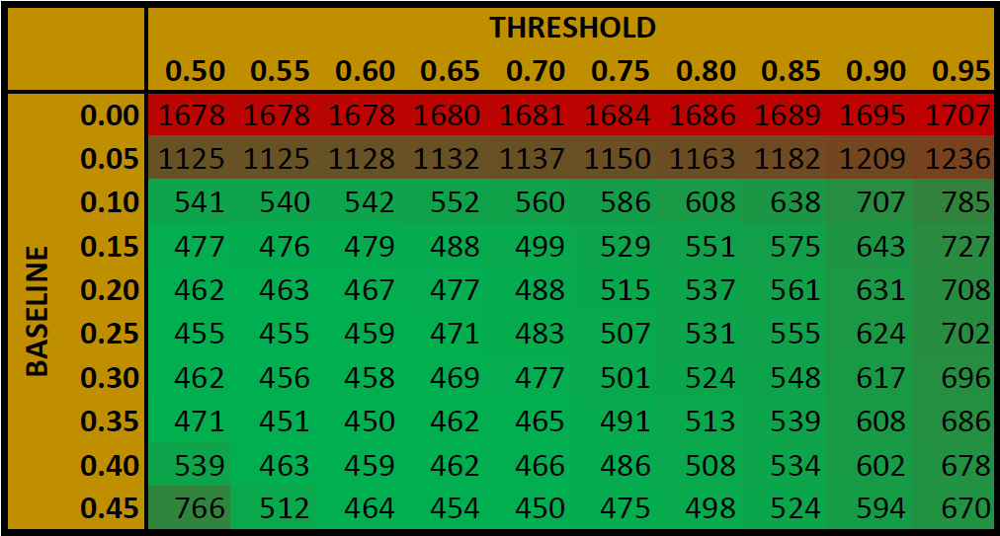 THRESHOLD
0.50 0.55 0.60 0.65 0.70 0.75 0.80 0.85 0.90 0.95
BASELINE
0.00 1678 1678 1678 1680 1681 1684 1686 1689 1695 1707
0.05 1125 1125 1128 1132 1137 1150 1163 1182 1209 1236
0.10 541 540 542 552 560 586 608 638 707 785
0.15 477 476 479 488 499 529 551 575 643 727
0.20 462 463 467 477 488 515 537 561 631 708
0.25 455 455 459 471 483 507 531 555 624 702
0.30 462 456 458 469 477 501 524 548 617 696
0.35 471 451 450 462 465 491 513 539 608 686
0.40 539 463 459 462 466 486 508 534 602 678
0.45 766 512 464 454 450 475 498 524 594 670